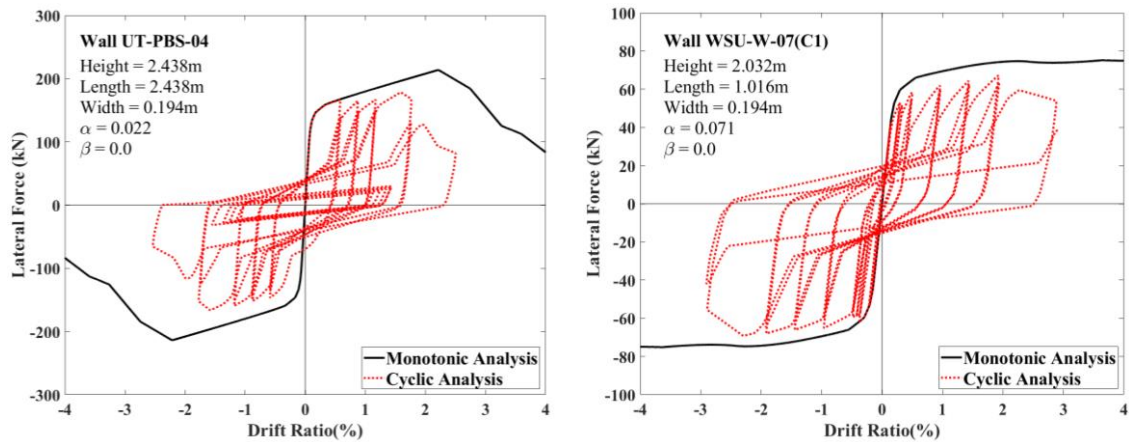 Wall UT-PBS-04
Height = 2.438m
Length = 2.438m
Width = 0.194m
α = 0.022
β = 0.0
300
200
100
0
-100
-200
-300
Lateral Force (kN)
-4 -3 -2 -1 0 1 2 3 4
Drift Ratio(%)
Monotonic Analysis
Cyclic Analysis
Wall WSU-W-07(C1)
Height = 2.032m
Length = 1.016m
Width = 0.194m
α = 0.071
β = 0.0
100
80
60
40
20
0
-20
-40
-60
-80
-100
Lateral Force (kN)
-4 -3 -2 -1 0 1 2 3 4
Drift Ratio(%)
Monotonic Analysis
Cyclic Analysis